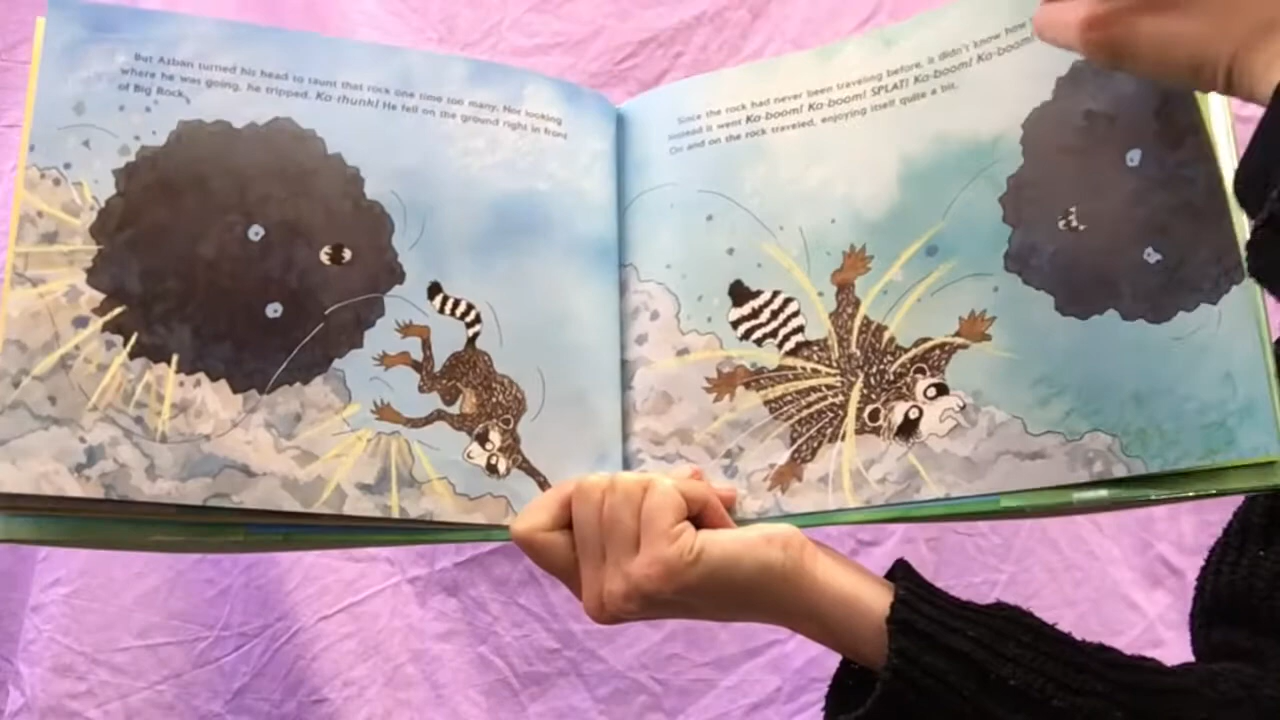 But Azban turned his head to taunt that rock one time too many. Not looking
where he was going, he tripped. Ka-thunk! He fell on the ground right in front
of Big Rock.
Since the rock had never been traveling before, it didn't know how
instead it went Ka-boom! Ka-boom! SPLAT! Ka-boom! Ka-boom!
On and on the rock traveled, enjoying itself quite a bit.